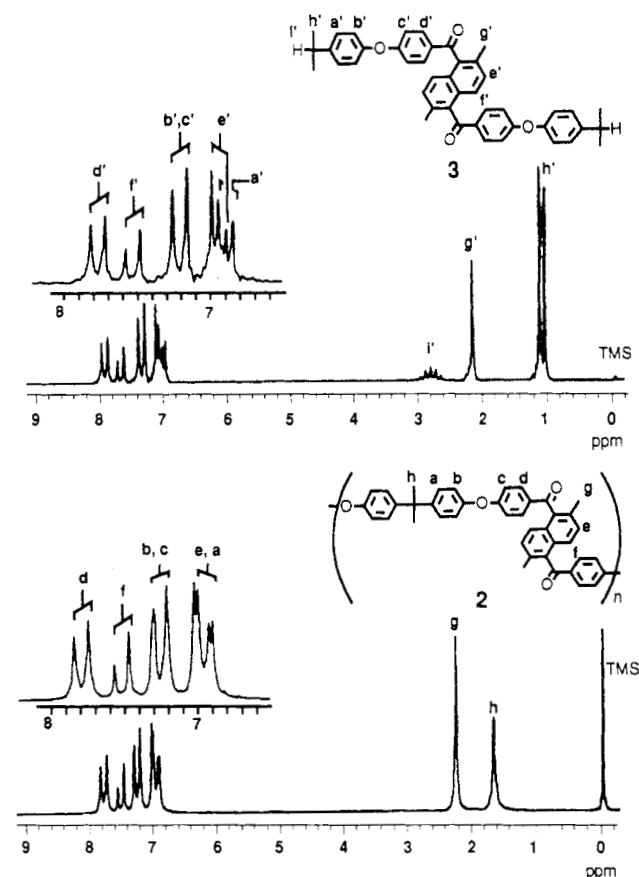 i' h' a' b' c' d' O O g'
H e'
f'
O O H
3
b',c' e'
d' f' a'
h'
g'
8 7
i' TMS
9 8 7 6 5 4 3 2 1 0
ppm
h a b c d O g
O O e
f
O
2 n
b, c e, a
d f
g
h TMS
8 7
9 8 7 6 5 4 3 2 1 0
ppm